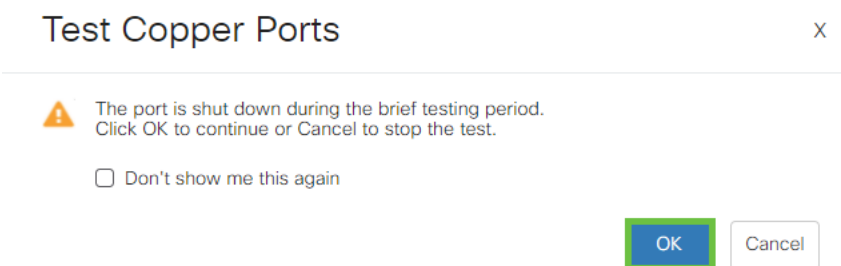 Test Copper Ports
X
The port is shut down during the brief testing period.
Click OK to continue or Cancel to stop the test.
Don't show me this again
OK
Cancel